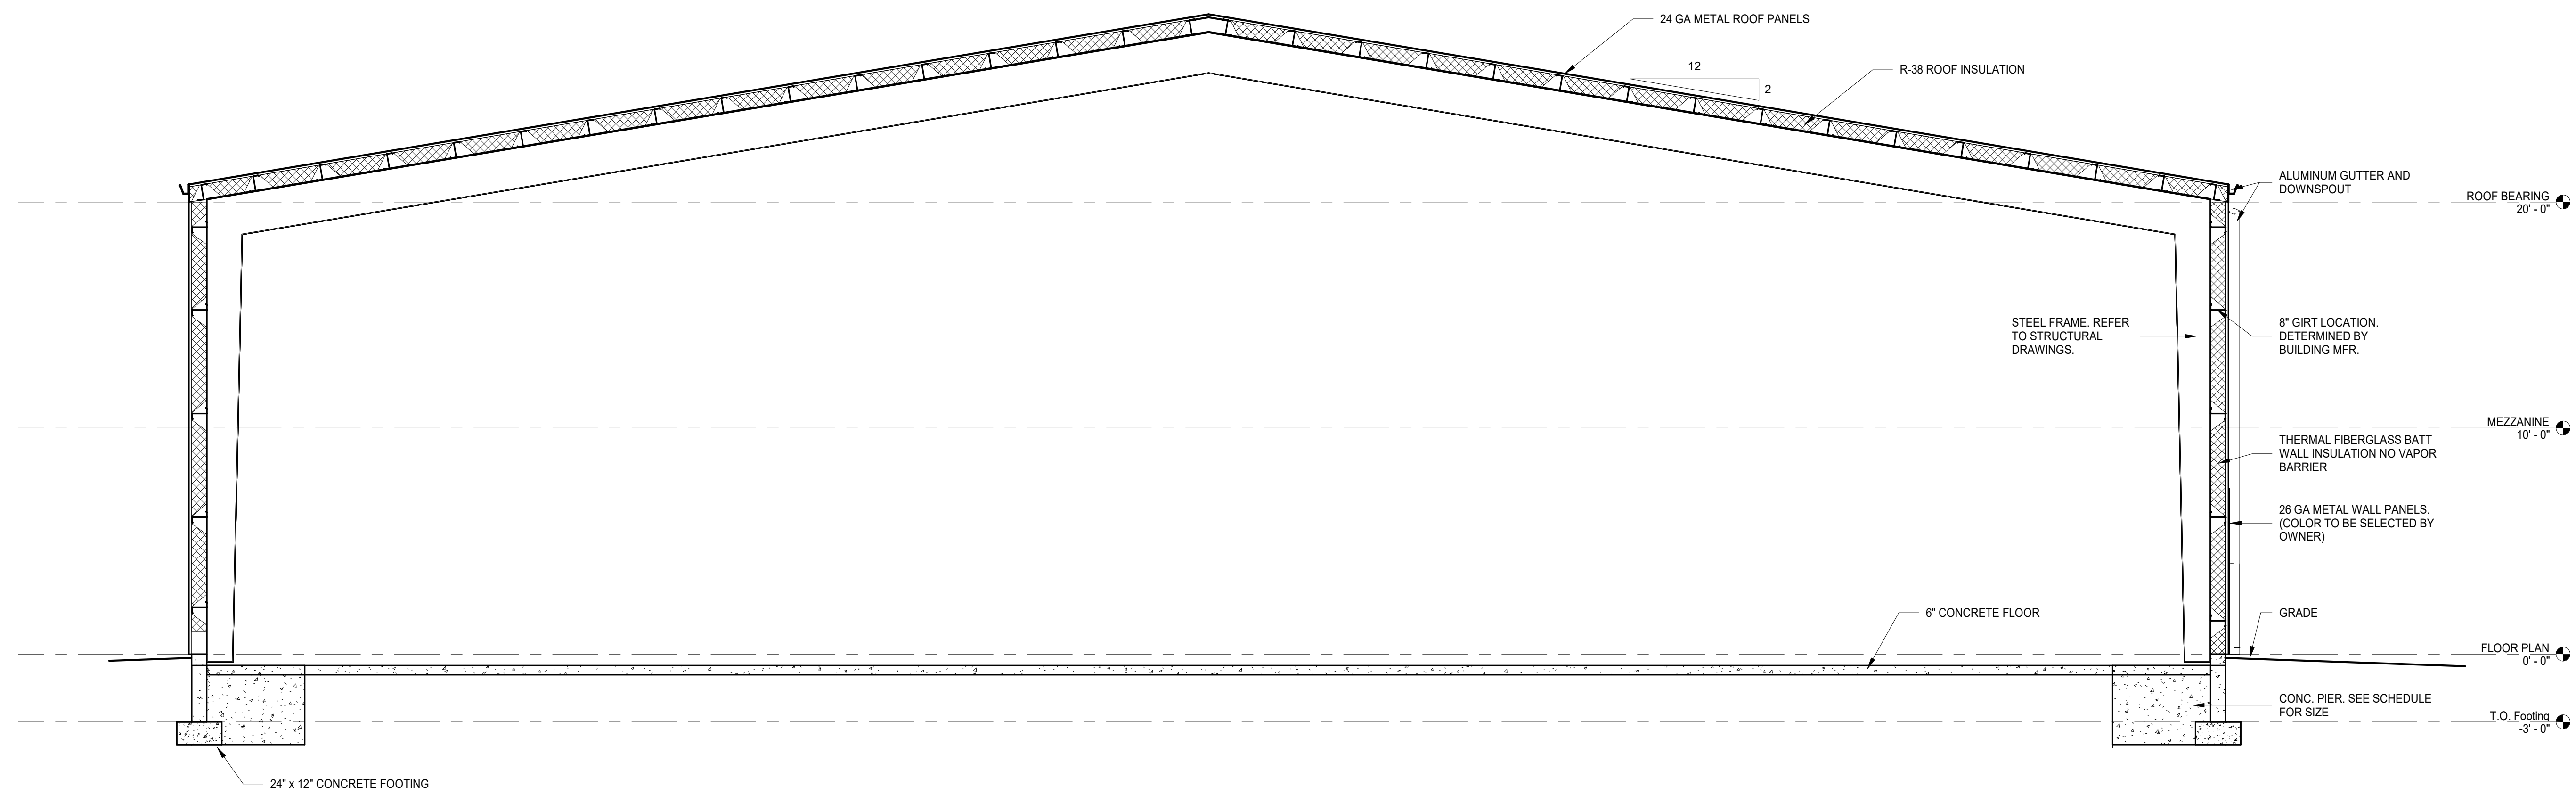 24 GA METAL ROOF PANELS
12
2
R-38 ROOF INSULATION
ALUMINUM GUTTER AND
DOWNSPOUT
ROOF BEARING
20' - 0"
STEEL FRAME. REFER
TO STRUCTURAL
DRAWINGS.
8" GIRT LOCATION.
DETERMINED BY
BUILDING MFR.
MEZZANINE
10' - 0"
THERMAL FIBERGLASS BATT
WALL INSULATION NO VAPOR
BARRIER
26 GA METAL WALL PANELS.
(COLOR TO BE SELECTED BY
OWNER)
6" CONCRETE FLOOR
GRADE
FLOOR PLAN
0' - 0"
CONC. PIER. SEE SCHEDULE
FOR SIZE
T.O. Footing
-3' - 0"
24" x 12" CONCRETE FOOTING